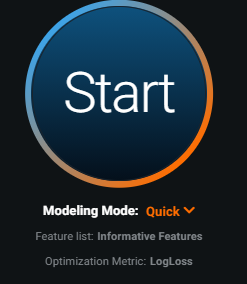 Start
Modeling Mode: Quick
Feature list: Informative Features
Optimization Metric: LogLoss